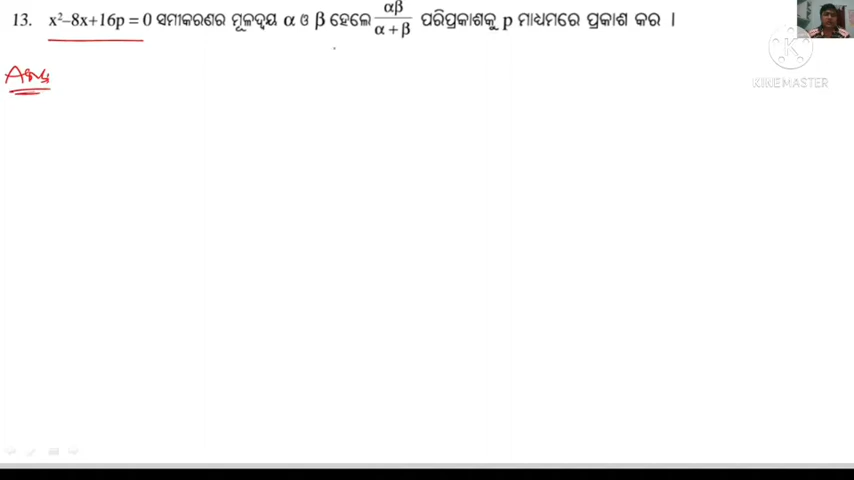 13. x²–8x+16p = 0 ସମୀକରଣର ମୂଳଦ୍ୱୟ α ଓ β ହେଲେ αβ/(α + β) ପରିପ୍ରକାଶକୁ p ମାଧ୍ୟମରେ ପ୍ରକାଶ କର ।
KINEMASTER
Ans